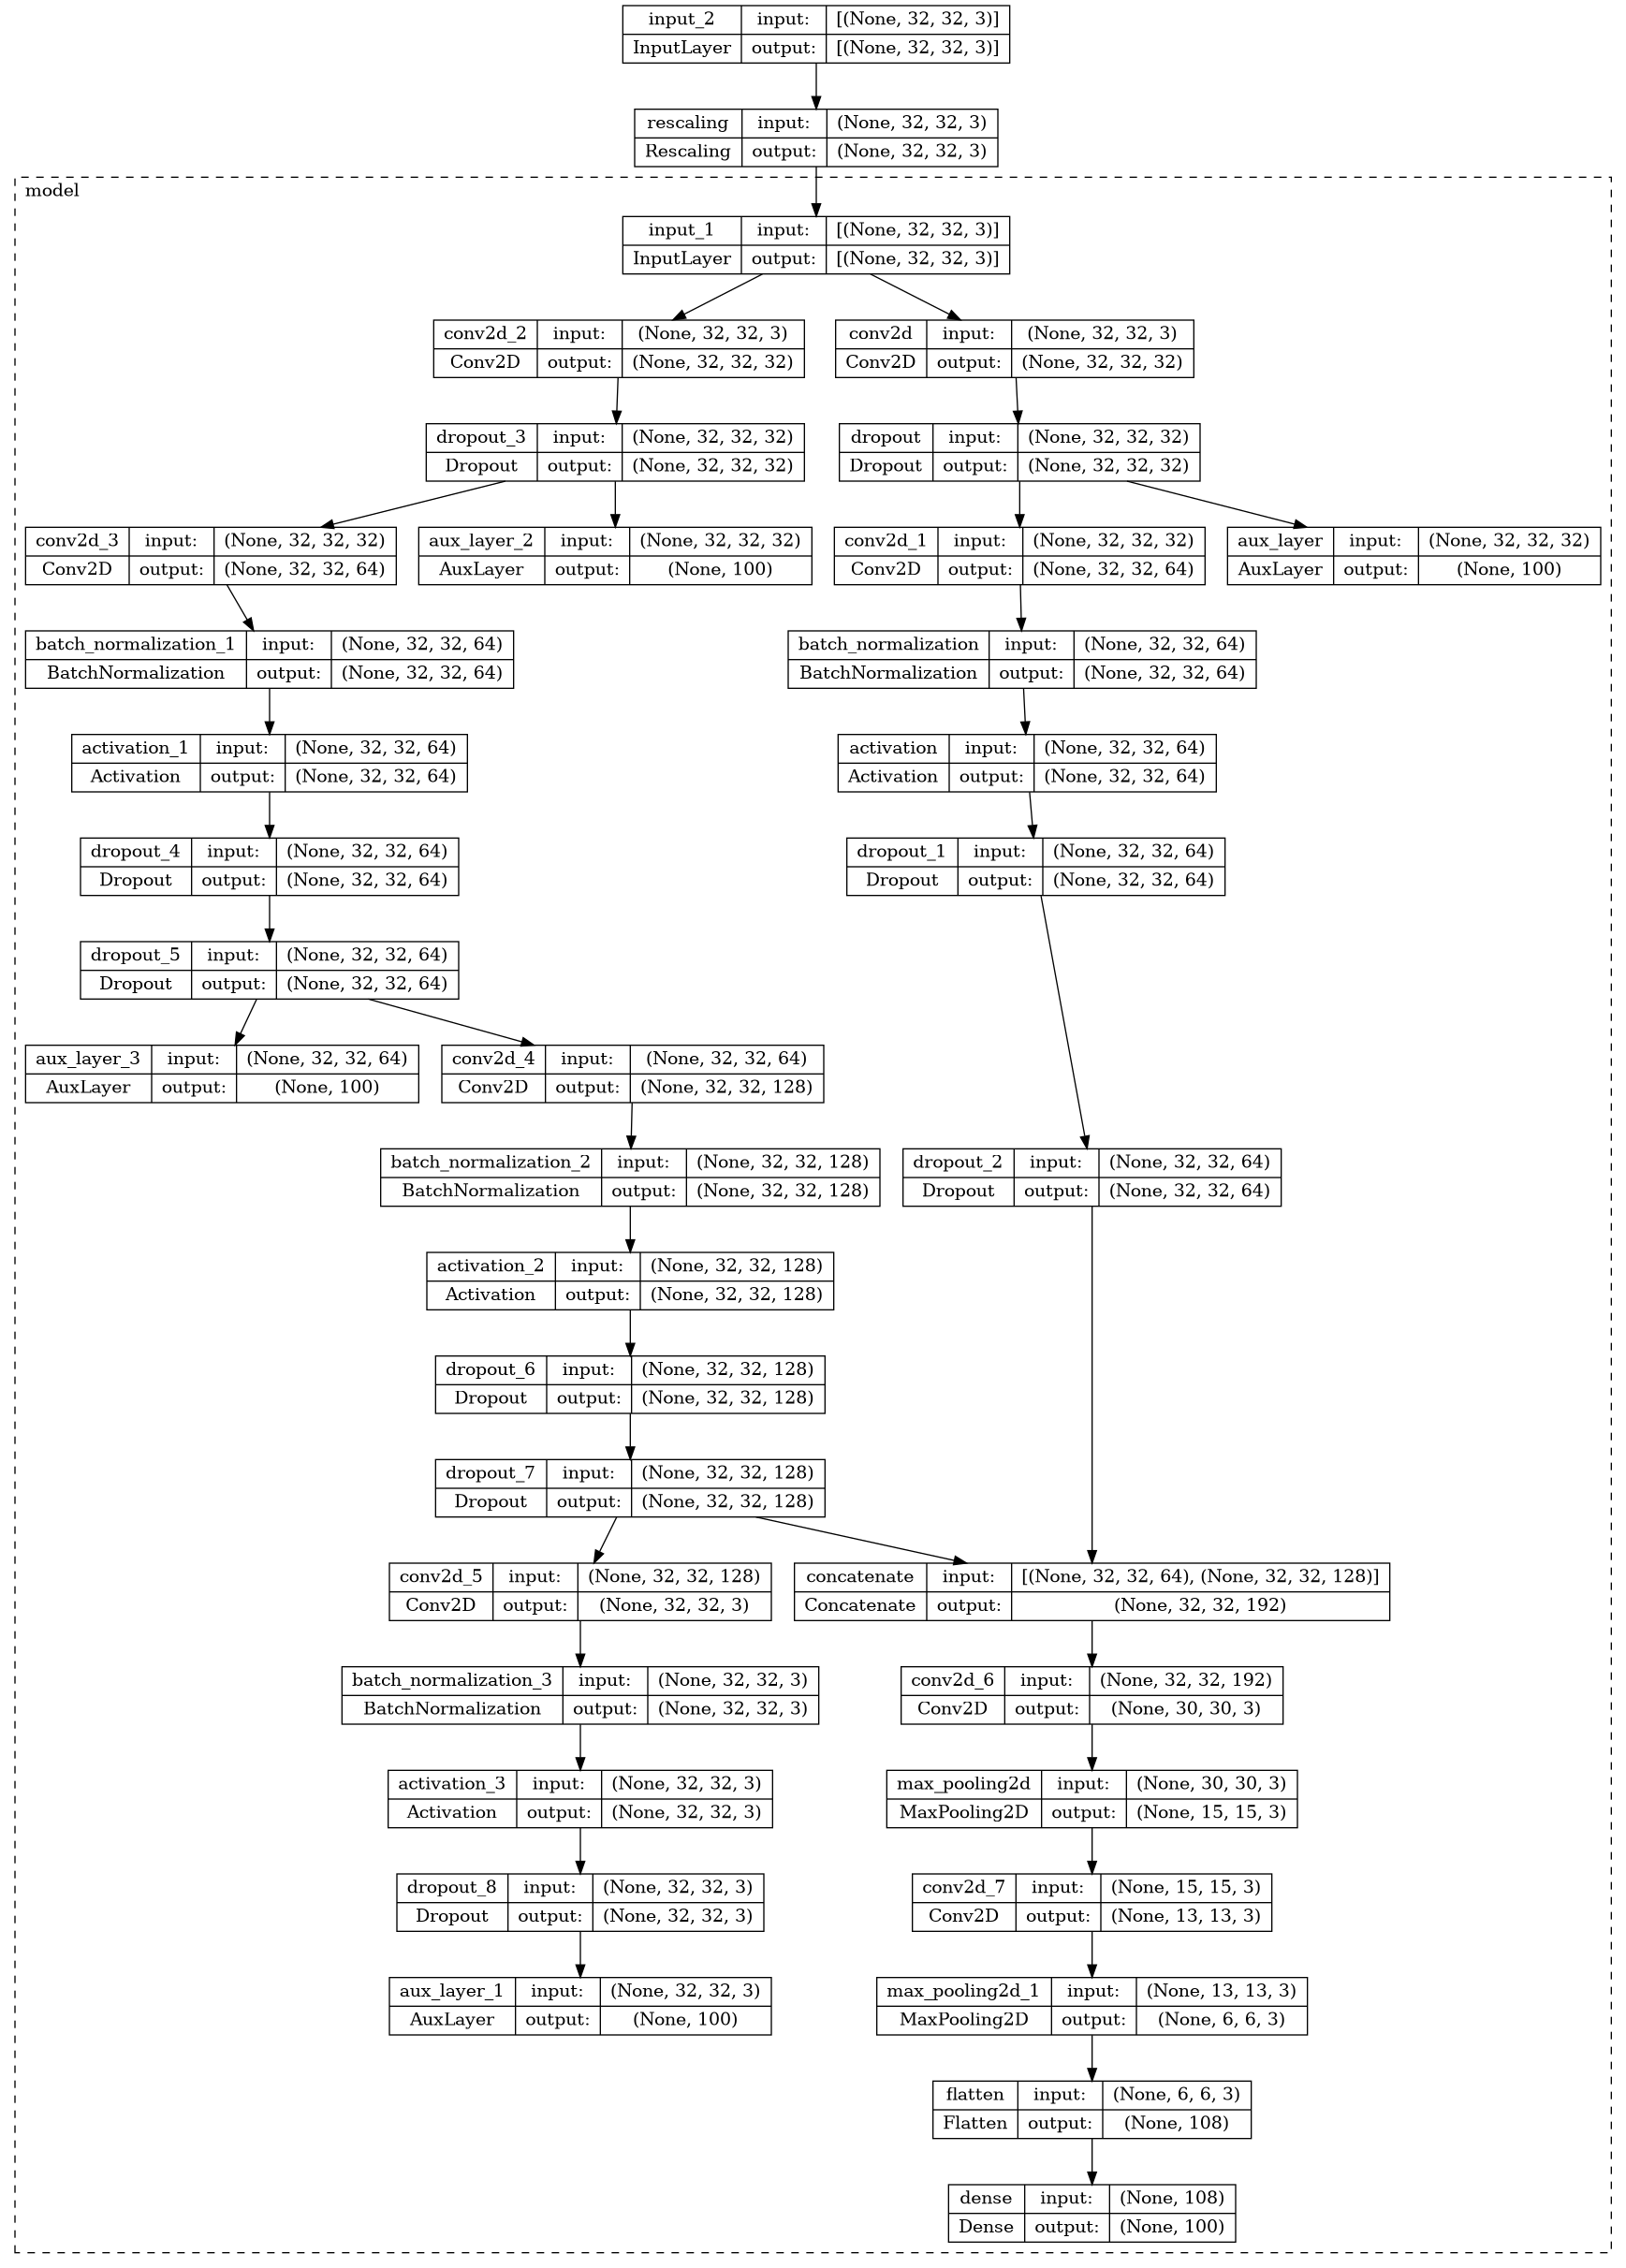 input_2 input: [(None, 32, 32, 3)]
InputLayer output: [(None, 32, 32, 3)]
rescaling input: (None, 32, 32, 3)
Rescaling output: (None, 32, 32, 3)
model
input_1 input: [(None, 32, 32, 3)]
InputLayer output: [(None, 32, 32, 3)]
conv2d_2 input: (None, 32, 32, 3)
Conv2D output: (None, 32, 32, 32)
conv2d input: (None, 32, 32, 3)
Conv2D output: (None, 32, 32, 32)
dropout_3 input: (None, 32, 32, 32)
Dropout output: (None, 32, 32, 32)
dropout input: (None, 32, 32, 32)
Dropout output: (None, 32, 32, 32)
conv2d_3 input: (None, 32, 32, 32)
Conv2D output: (None, 32, 32, 64)
aux_layer_2 input: (None, 32, 32, 32)
AuxLayer output: (None, 100)
conv2d_1 input: (None, 32, 32, 32)
Conv2D output: (None, 32, 32, 64)
aux_layer input: (None, 32, 32, 32)
AuxLayer output: (None, 100)
batch_normalization_1 input: (None, 32, 32, 64)
BatchNormalization output: (None, 32, 32, 64)
batch_normalization input: (None, 32, 32, 64)
BatchNormalization output: (None, 32, 32, 64)
activation_1 input: (None, 32, 32, 64)
Activation output: (None, 32, 32, 64)
activation input: (None, 32, 32, 64)
Activation output: (None, 32, 32, 64)
dropout_4 input: (None, 32, 32, 64)
Dropout output: (None, 32, 32, 64)
dropout_1 input: (None, 32, 32, 64)
Dropout output: (None, 32, 32, 64)
dropout_5 input: (None, 32, 32, 64)
Dropout output: (None, 32, 32, 64)
aux_layer_3 input: (None, 32, 32, 64)
AuxLayer output: (None, 100)
conv2d_4 input: (None, 32, 32, 64)
Conv2D output: (None, 32, 32, 128)
batch_normalization_2 input: (None, 32, 32, 128)
BatchNormalization output: (None, 32, 32, 128)
dropout_2 input: (None, 32, 32, 64)
Dropout output: (None, 32, 32, 64)
activation_2 input: (None, 32, 32, 128)
Activation output: (None, 32, 32, 128)
dropout_6 input: (None, 32, 32, 128)
Dropout output: (None, 32, 32, 128)
dropout_7 input: (None, 32, 32, 128)
Dropout output: (None, 32, 32, 128)
conv2d_5 input: (None, 32, 32, 128)
Conv2D output: (None, 32, 32, 3)
concatenate input: [(None, 32, 32, 64), (None, 32, 32, 128)]
Concatenate output: (None, 32, 32, 192)
batch_normalization_3 input: (None, 32, 32, 3)
BatchNormalization output: (None, 32, 32, 3)
conv2d_6 input: (None, 32, 32, 192)
Conv2D output: (None, 30, 30, 3)
activation_3 input: (None, 32, 32, 3)
Activation output: (None, 32, 32, 3)
max_pooling2d input: (None, 30, 30, 3)
MaxPooling2D output: (None, 15, 15, 3)
dropout_8 input: (None, 32, 32, 3)
Dropout output: (None, 32, 32, 3)
conv2d_7 input: (None, 15, 15, 3)
Conv2D output: (None, 13, 13, 3)
aux_layer_1 input: (None, 32, 32, 3)
AuxLayer output: (None, 100)
max_pooling2d_1 input: (None, 13, 13, 3)
MaxPooling2D output: (None, 6, 6, 3)
flatten input: (None, 6, 6, 3)
Flatten output: (None, 108)
dense input: (None, 108)
Dense output: (None, 100)